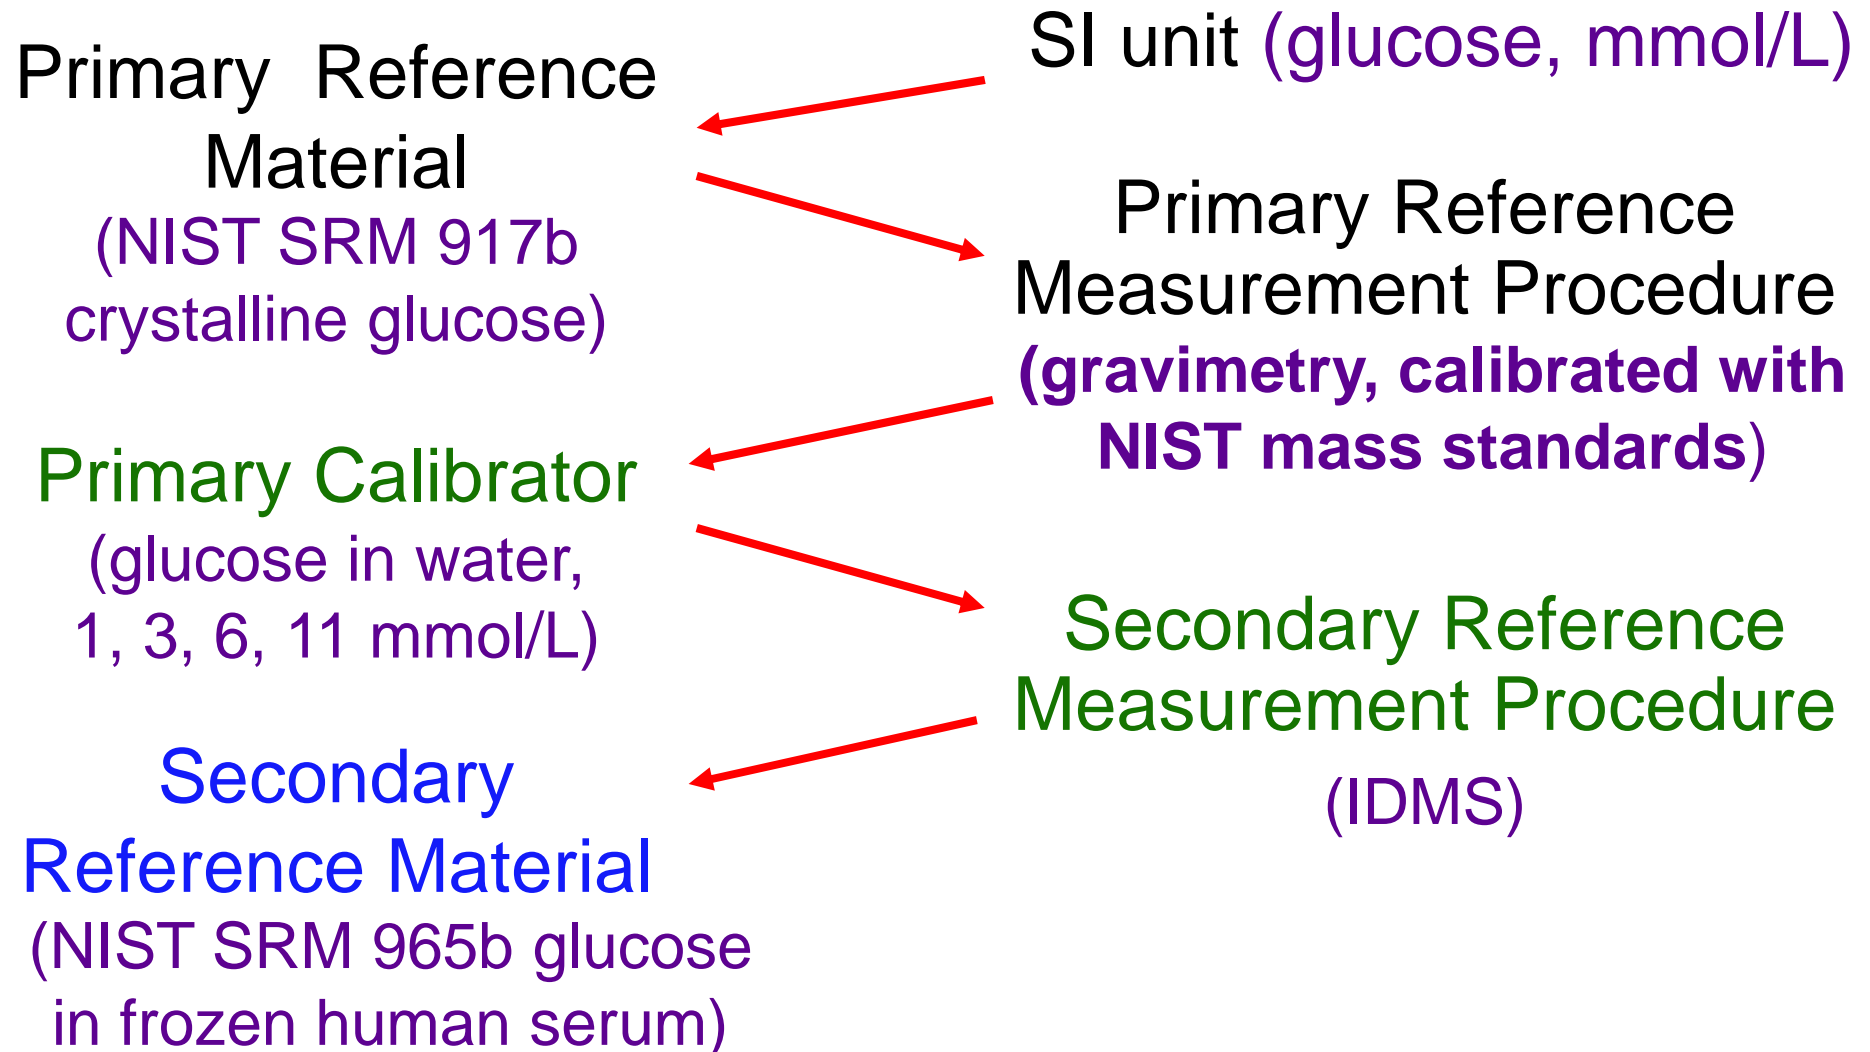 Primary Reference
Material
(NIST SRM 917b
crystalline glucose)
SI unit (glucose, mmol/L)
Primary Reference
Measurement Procedure
(gravimetry, calibrated with
NIST mass standards)
Primary Calibrator
(glucose in water,
1, 3, 6, 11 mmol/L)
Secondary Reference
Measurement Procedure
(IDMS)
Secondary
Reference Material
(NIST SRM 965b glucose
in frozen human serum)